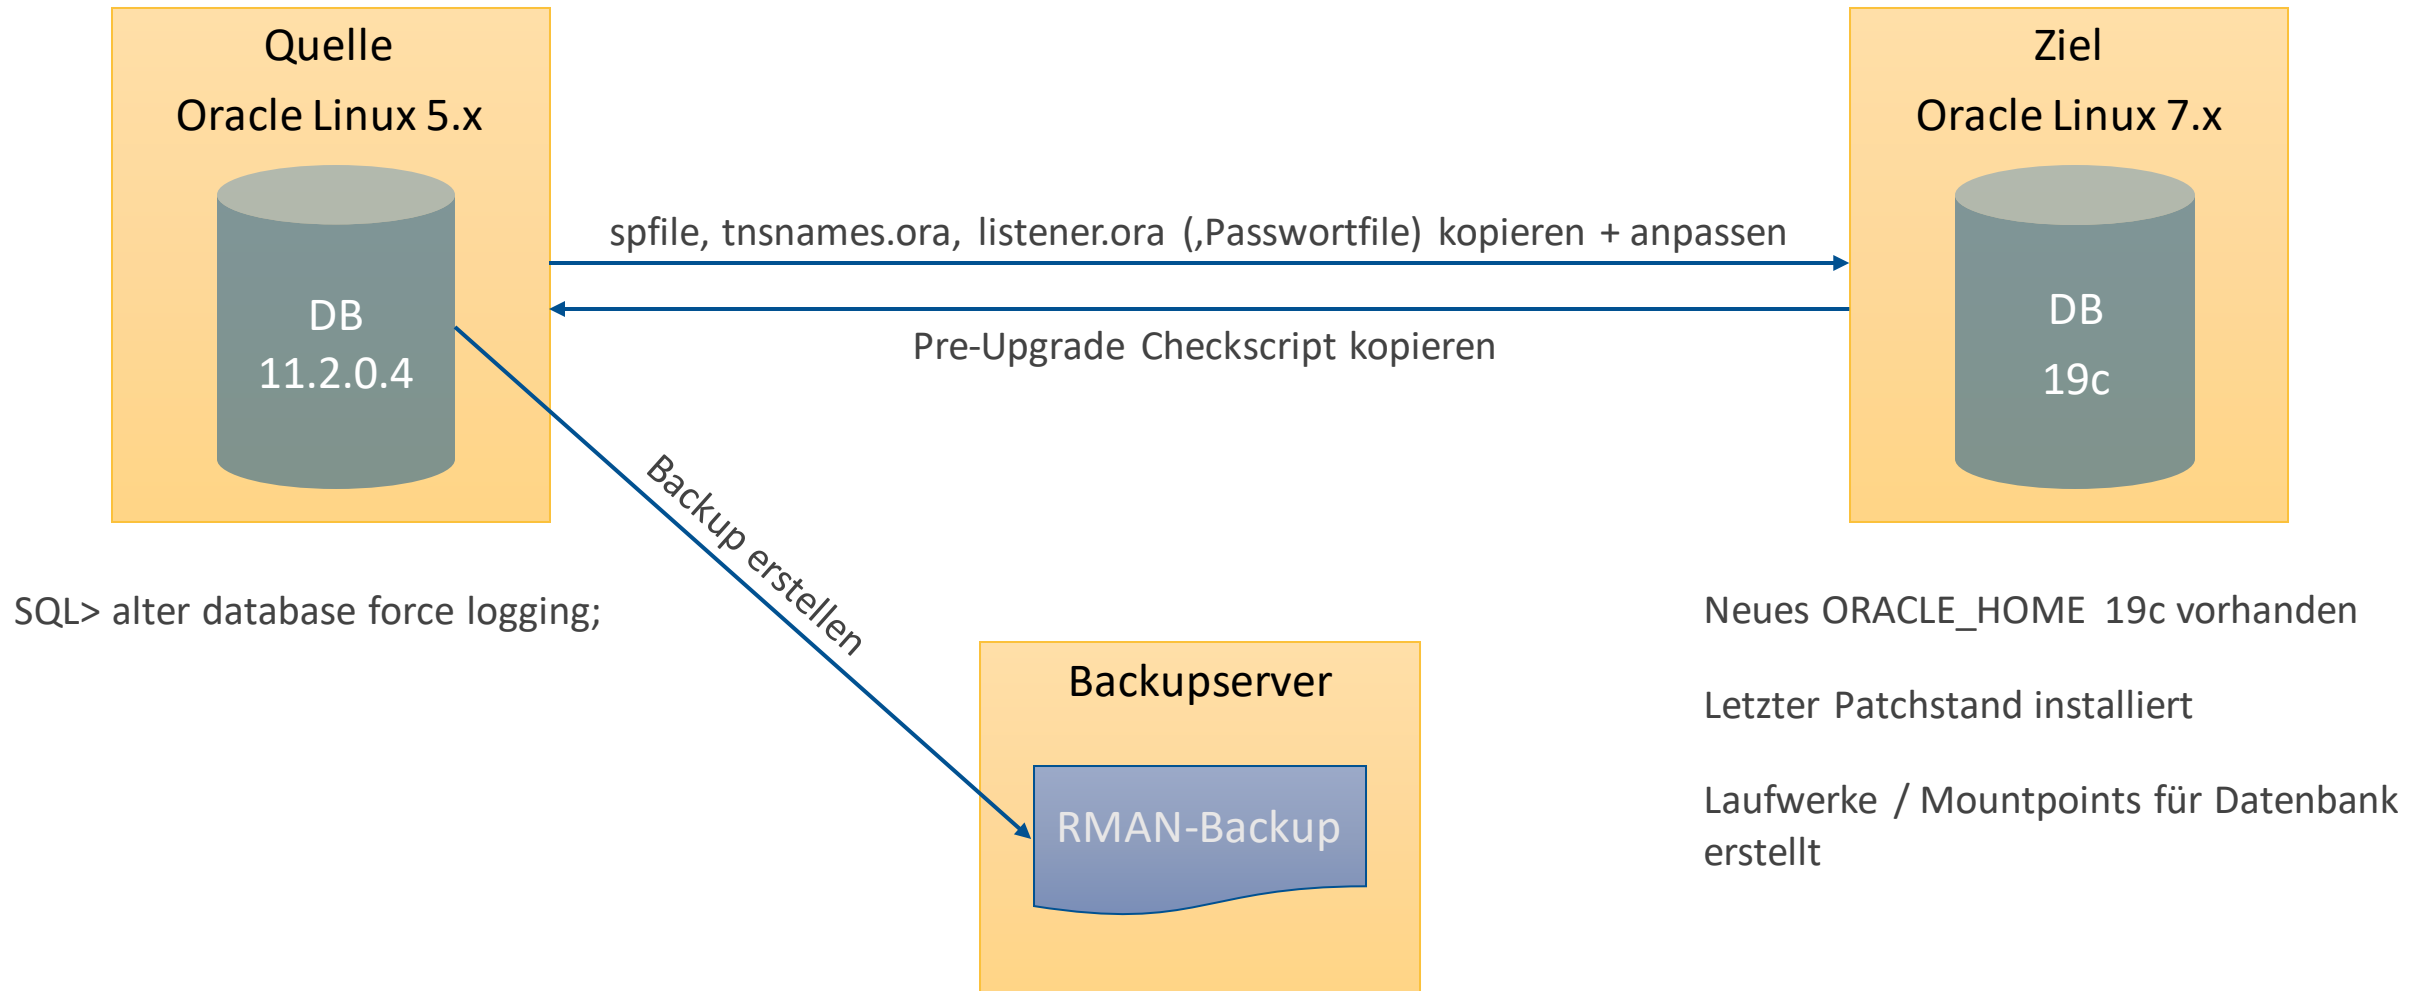 Quelle
Oracle Linux 5.x
DB
11.2.0.4
spfile, tnsnames.ora, listener.ora (,Passwortfile) kopieren + anpassen
Pre-Upgrade Checkscript kopieren
Ziel
Oracle Linux 7.x
DB
19c
Backup erstellen
SQL> alter database force logging;
Backupserver
RMAN-Backup
Neues ORACLE_HOME 19c vorhanden
Letzter Patchstand installiert
Laufwerke / Mountpoints für Datenbank
erstellt